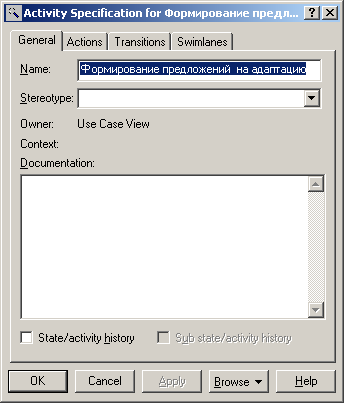 Activity Specification for Формирование предл...
General Actions Transitions Swimlanes
Name: Формирование предложений на адаптацию
Stereotype:
Owner: Use Case View
Context:
Documentation:
State/activity history Sub state/activity history
OK Cancel Apply Browse Help